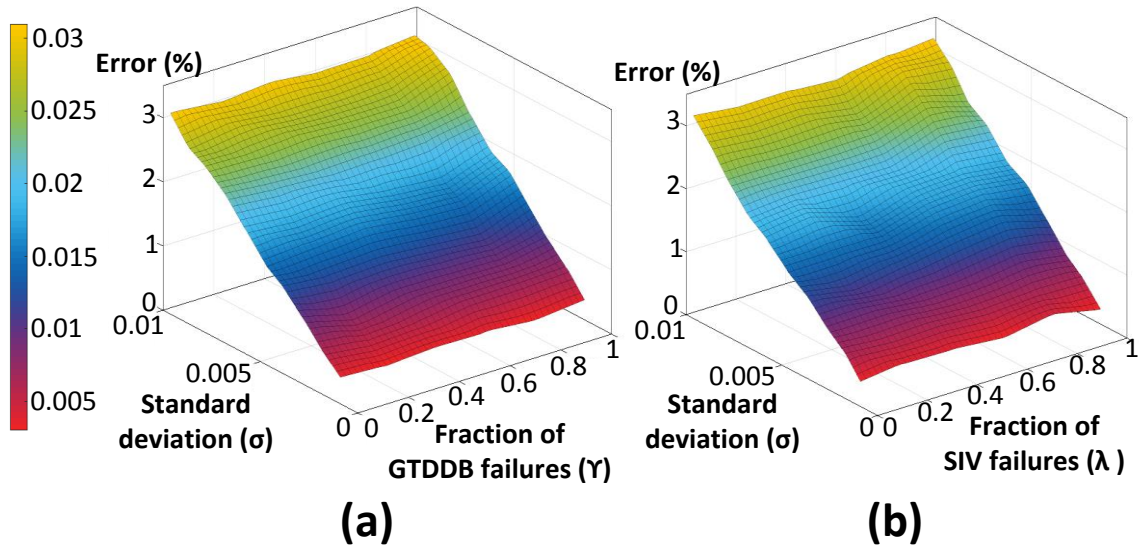 0.03
0.025
0.02
0.015
0.01
0.005
Error (%)
3
2
1
0
0.01
0.005
0
Standard
deviation (σ)
0 0.2 0.4 0.6 0.8 1
Fraction of
GTDDB failures (ϒ)
(a)
Error (%)
3
2
1
0
0.01
0.005
0
Standard
deviation (σ)
0 0.2 0.4 0.6 0.8 1
Fraction of
SIV failures (λ )
(b)